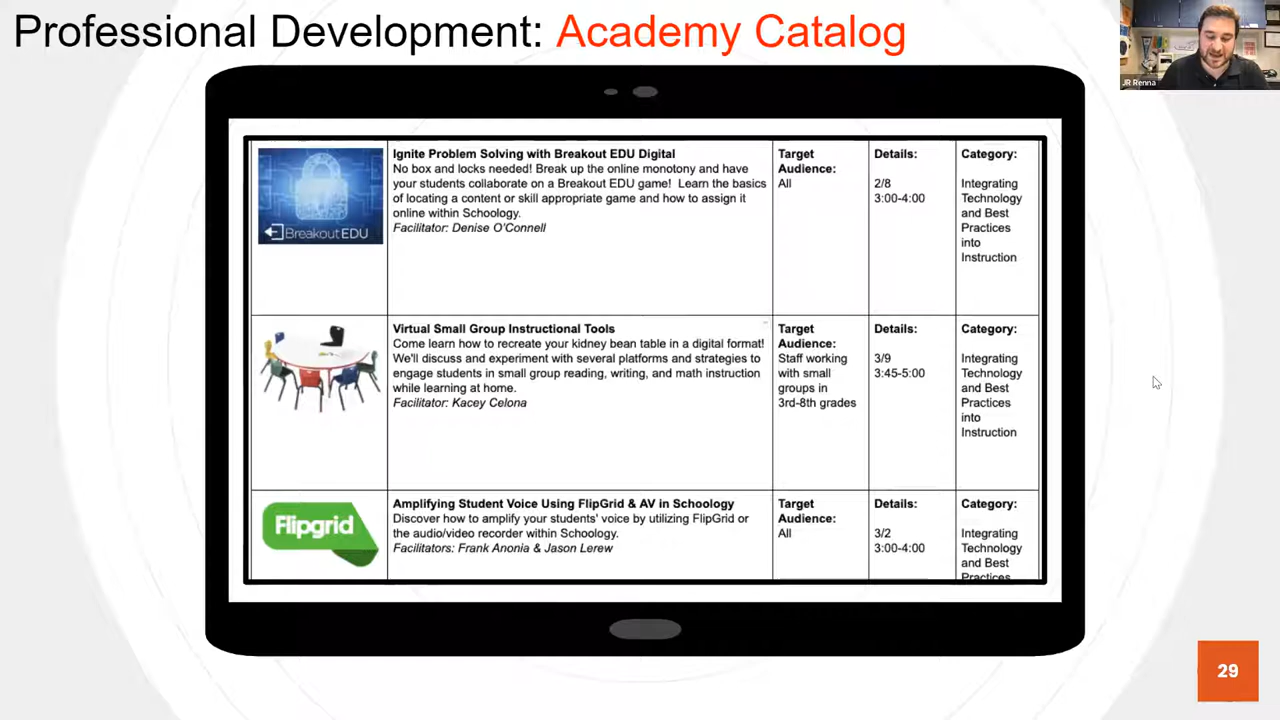 Professional Development: Academy Catalog
JR Renna
BreakoutEDU
Ignite Problem Solving with Breakout EDU Digital
No box and locks needed! Break up the online monotony and have
your students collaborate on a Breakout EDU game! Learn the basics
of locating a content or skill appropriate game and how to assign it
online within Schoology.
Facilitator: Denise O'Connell
Target
Audience:
All
Details:
2/8
3:00-4:00
Category:
Integrating
Technology
and Best
Practices
into
Instruction
Virtual Small Group Instructional Tools
Come learn how to recreate your kidney bean table in a digital format!
We'll discuss and experiment with several platforms and strategies to
engage students in small group reading, writing, and math instruction
while learning at home.
Facilitator: Kacey Celona
Target
Audience:
Staff working
with small
groups in
3rd-8th grades
Details:
3/9
3:45-5:00
Category:
Integrating
Technology
and Best
Practices
into
Instruction
Flipgrid
Amplifying Student Voice Using FlipGrid & AV in Schoology
Discover how to amplify your students' voice by utilizing FlipGrid or
the audio/video recorder within Schoology.
Facilitators: Frank Anonia & Jason Lerew
Target
Audience:
All
Details:
3/2
3:00-4:00
Category:
Integrating
Technology
and Best
Practices
29